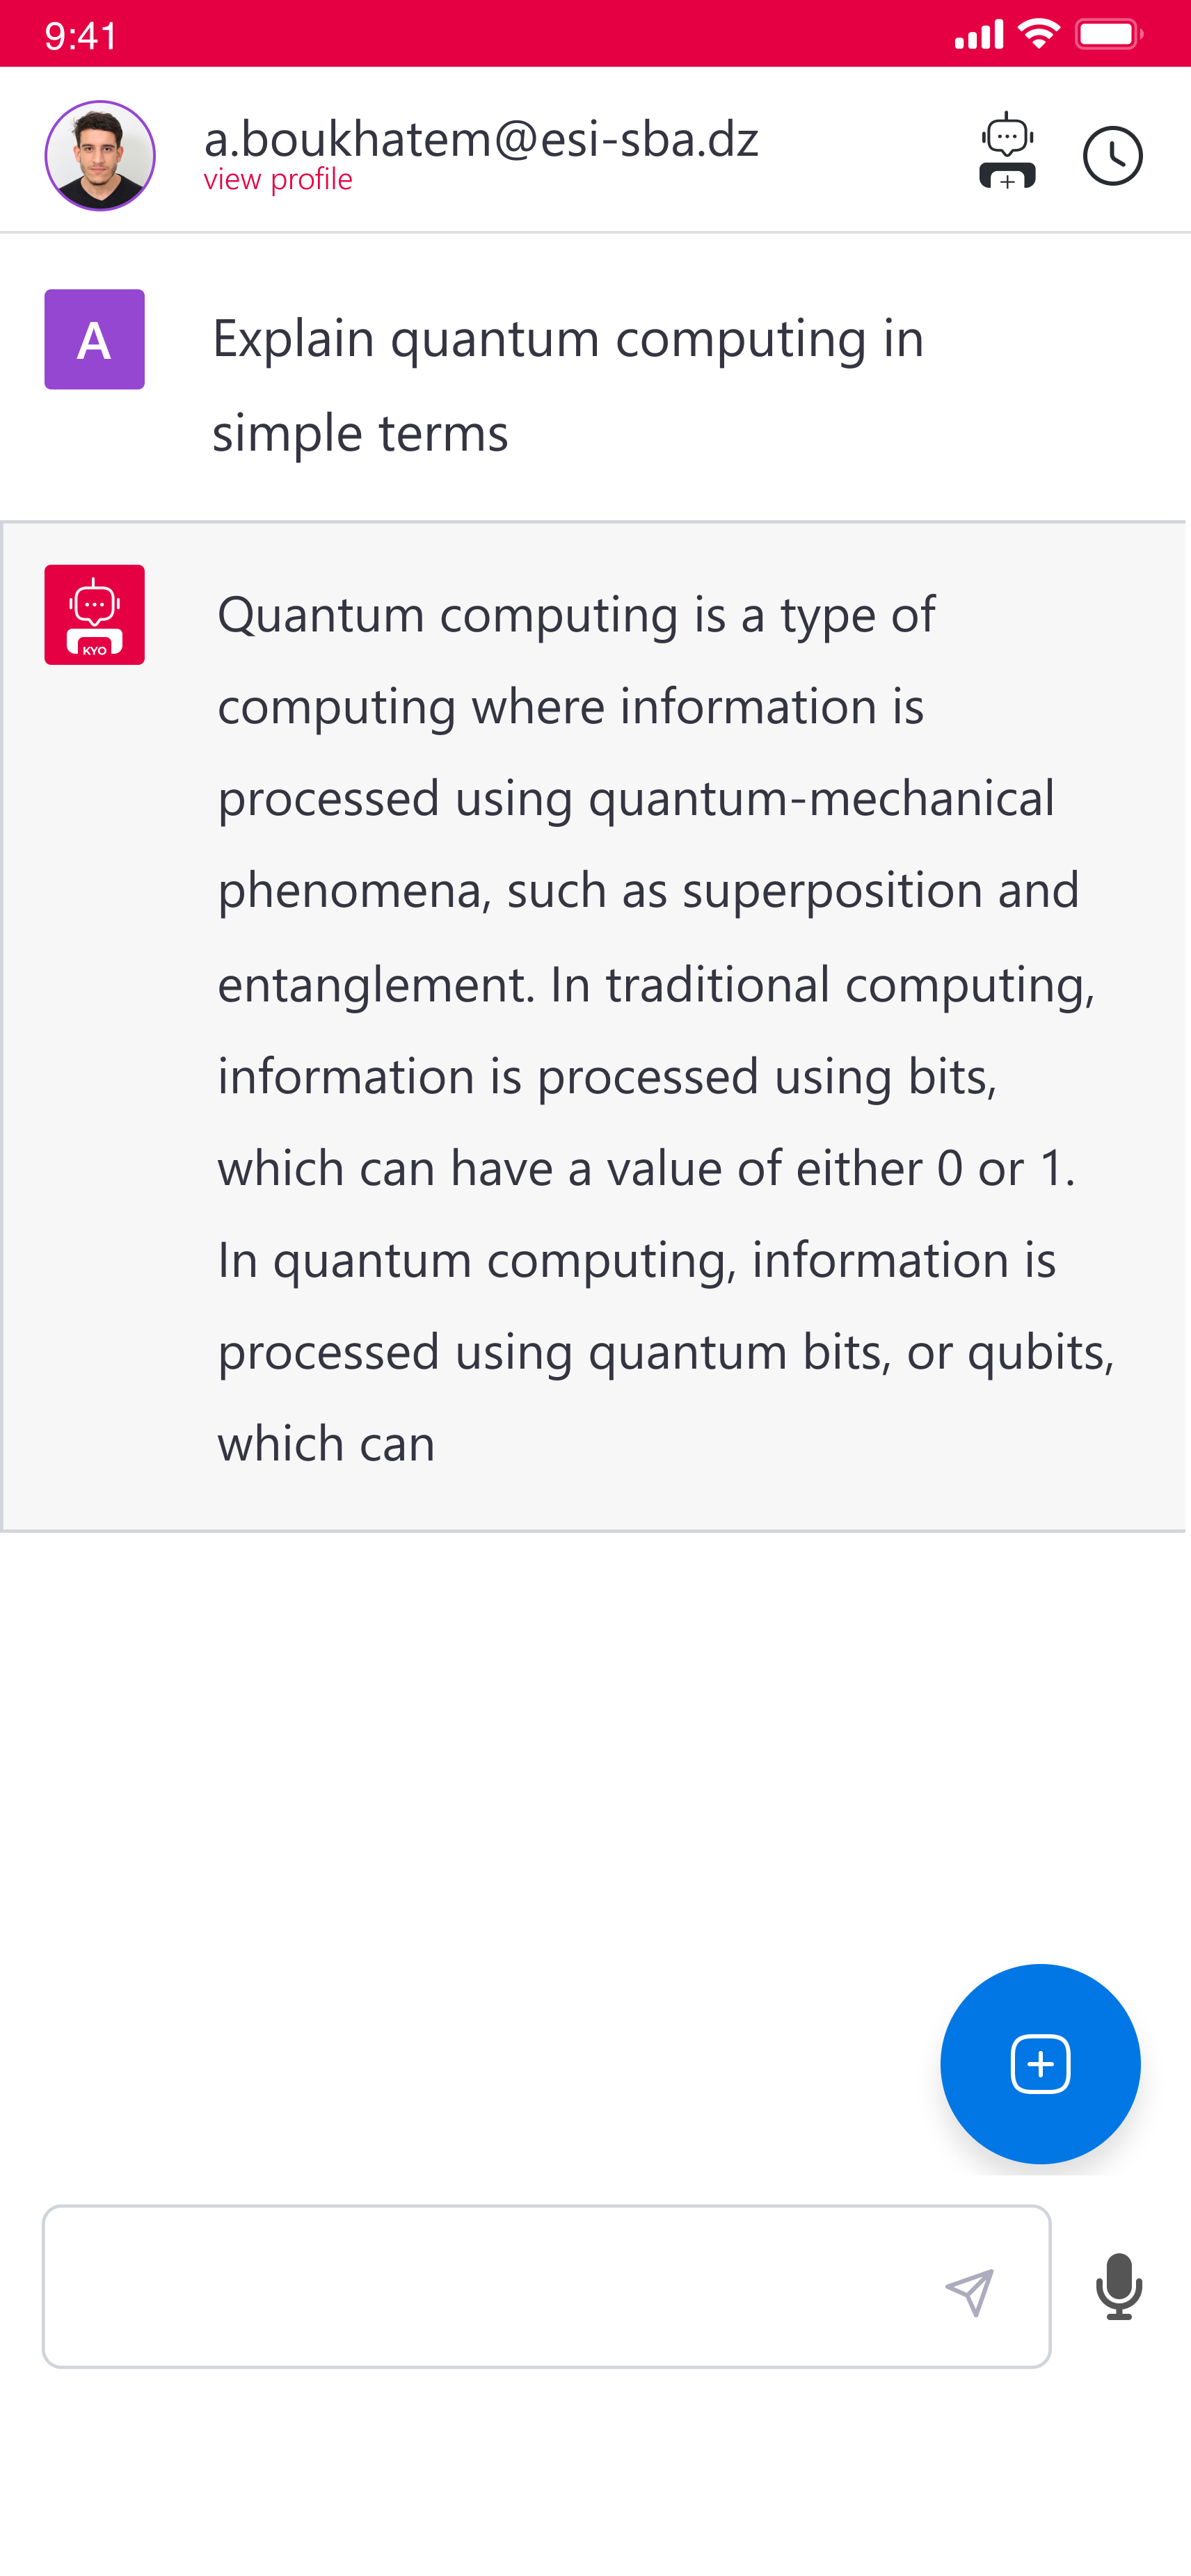 9:41
a.boukhatem@esi-sba.dz
view profile
A
Explain quantum computing in
simple terms
KYO
Quantum computing is a type of
computing where information is
processed using quantum-mechanical
phenomena, such as superposition and
entanglement. In traditional computing,
information is processed using bits,
which can have a value of either 0 or 1.
In quantum computing, information is
processed using quantum bits, or qubits,
which can